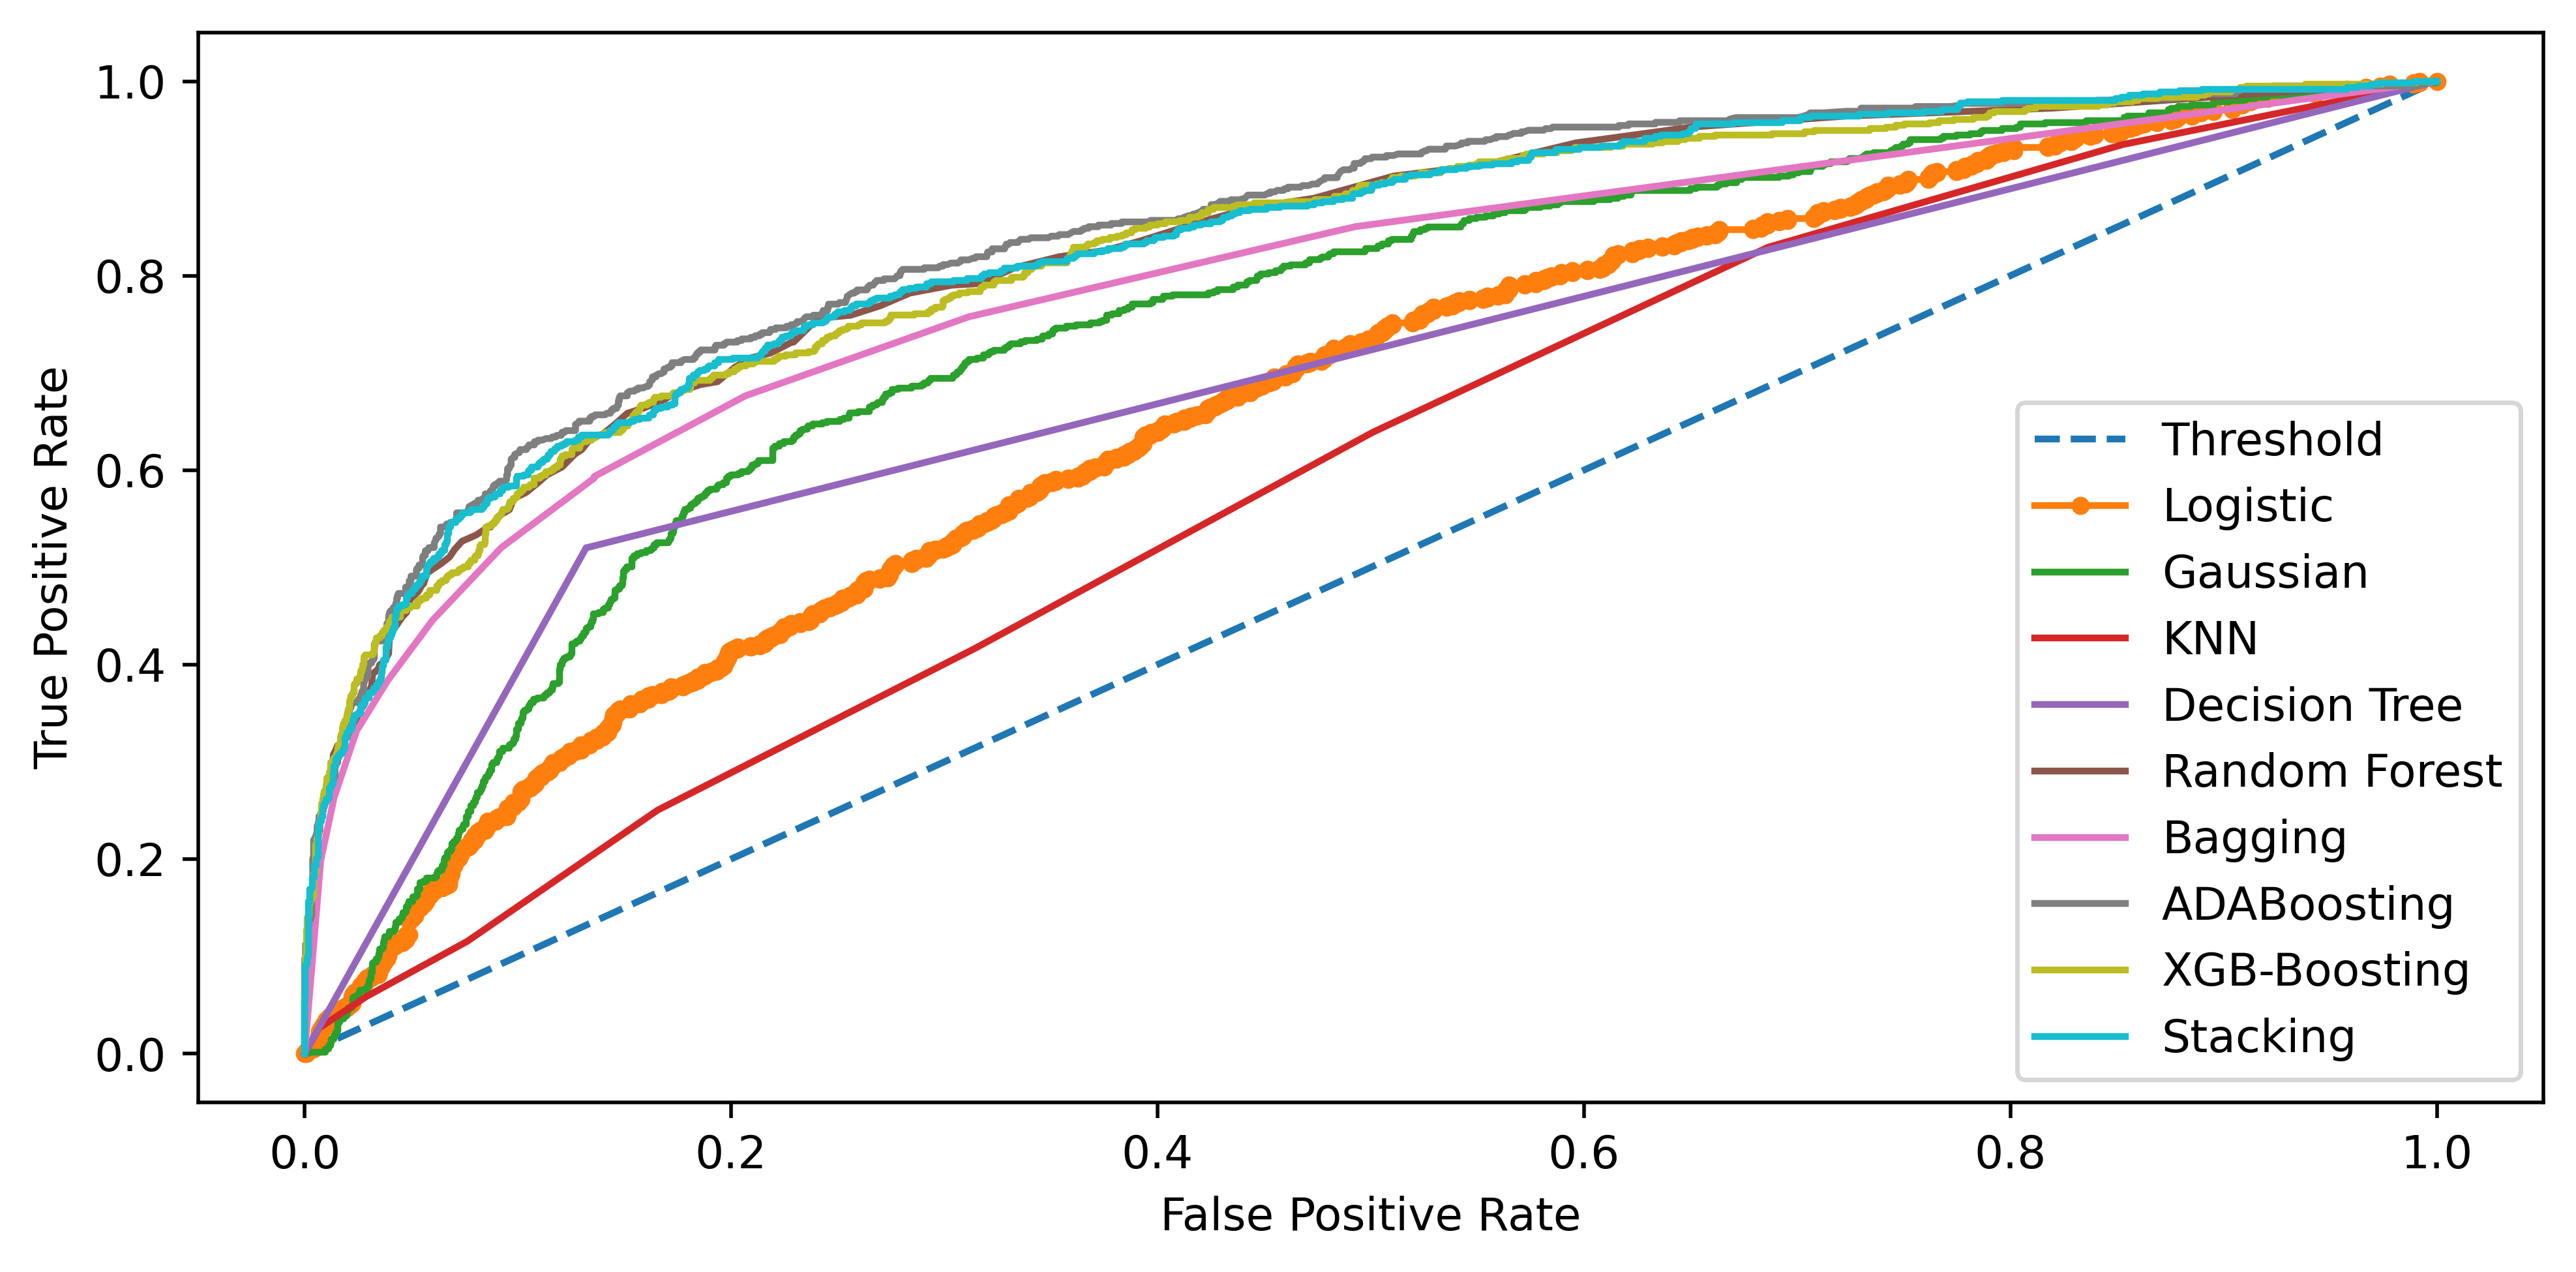 1.0
0.8
0.6
0.4
0.2
0.0
True Positive Rate
0.0 0.2 0.4 0.6 0.8 1.0
False Positive Rate
Threshold
Logistic
Gaussian
KNN
Decision Tree
Random Forest
Bagging
ADABoosting
XGB-Boosting
Stacking